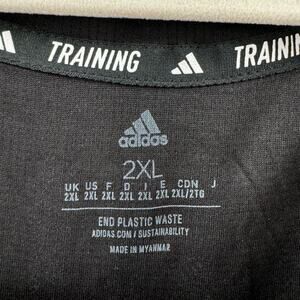 TRAINING TRAINING
adidas
2XL
UK US F D I E CDN J
2XL 2XL 2XL 2XL 2XL 2XL 2XL/2TG
END PLASTIC WASTE
ADIDAS.COM / SUSTAINABILITY
MADE IN MYANMAR